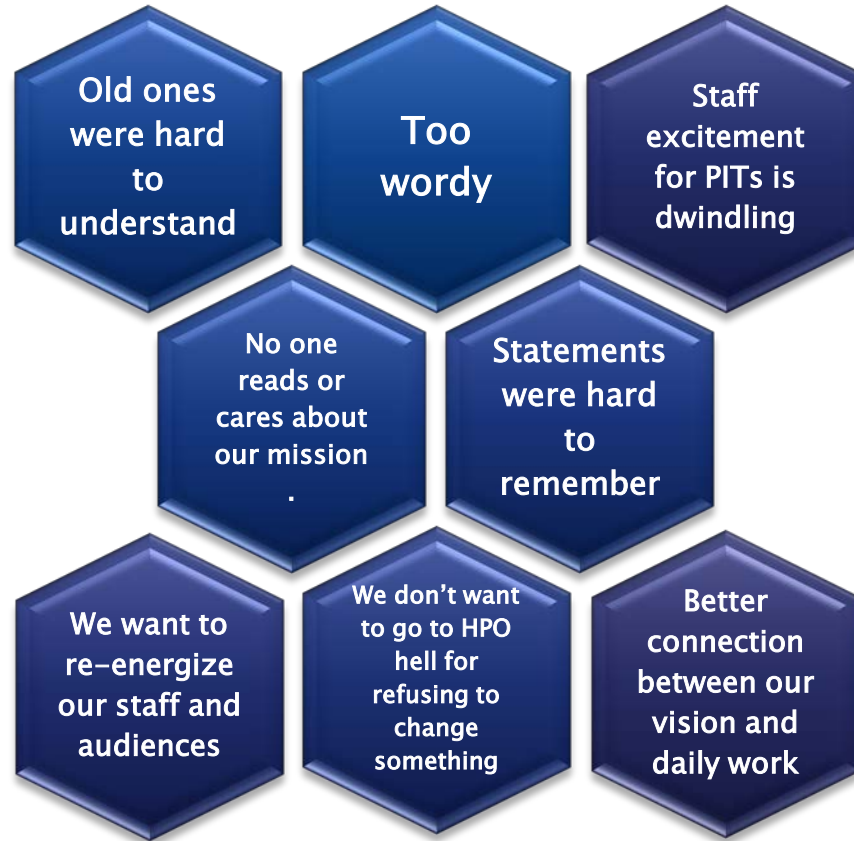 Old ones
were hard
to
understand
Too
wordy
Staff
excitement
for PITs is
dwindling
No one
reads or
cares about
our mission
.
Statements
were hard
to
remember
We want to
re-energize
our staff and
audiences
We don't want
to go to HPO
hell for
refusing to
change
something
Better
connection
between our
vision and
daily work